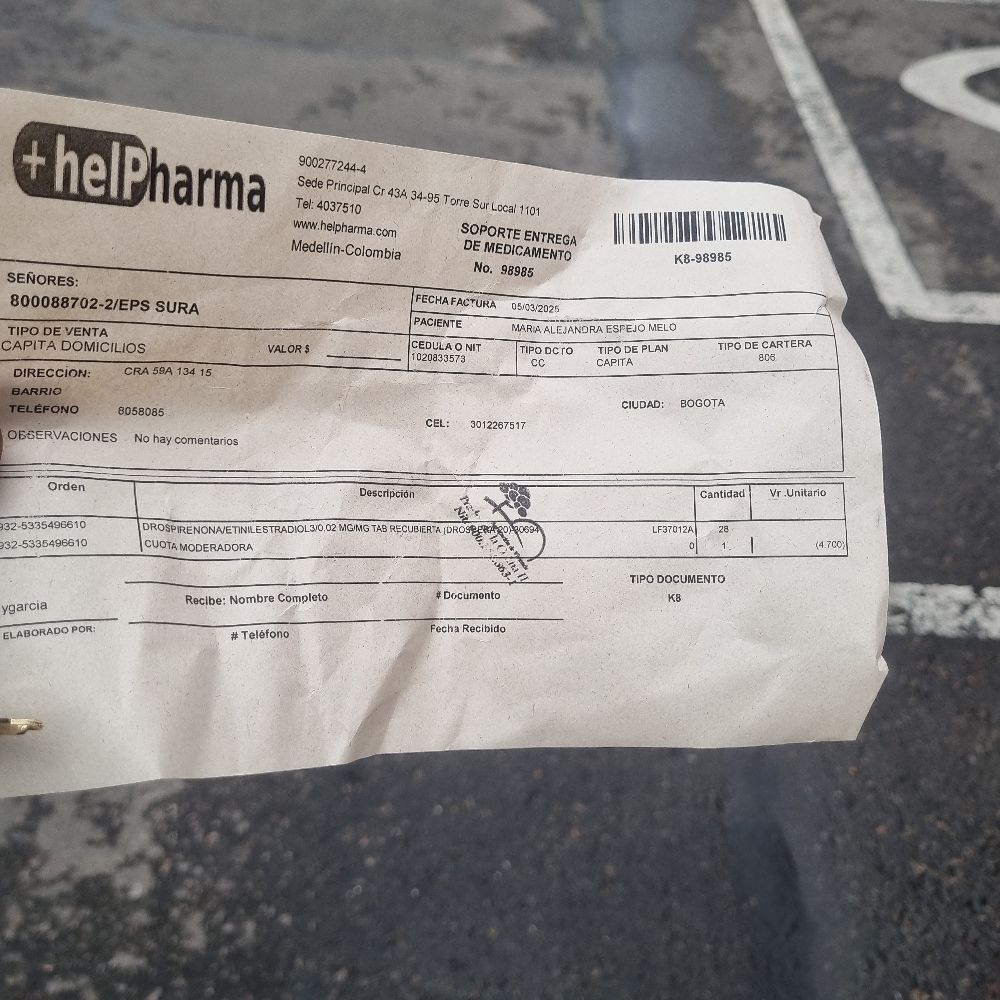 +helPharma
900277244-4
Sede Principal Cr 43A 34-95 Torre Sur Local 1101
Tel: 4037510
www.helpharma.com
Medellín-Colombia
SOPORTE ENTREGA
DE MEDICAMENTO
No. 98985
K8-98985
SEÑORES:
800088702-2/EPS SURA
FECHA FACTURA 05/03/2025
PACIENTE MARIA ALEJANDRA ESPEJO MELO
TIPO DE VENTA
CAPITA DOMICILIOS VALOR $
CEDULA O NIT TIPO DCTO TIPO DE PLAN TIPO DE CARTERA
1020833573 CC CAPITA 806
DIRECCION: CRA 59A 134 15
BARRIO
TELÉFONO 8058085
CEL: 3012267517
CIUDAD: BOGOTA
OBSERVACIONES No hay comentarios
Orden Descripción Cantidad Vr .Unitario
932-5335496610 DROSPIRENONA/ETINILESTRADIOL3/0.02 MG/MG TAB RECUBIERTA LF37012A 28
932-5335496610 CUOTA MODERADORA 0 1 (4.700)
ygarcia
ELABORADO POR:
Recibe: Nombre Completo # Documento
# Teléfono Fecha Recibido
TIPO DOCUMENTO
K8